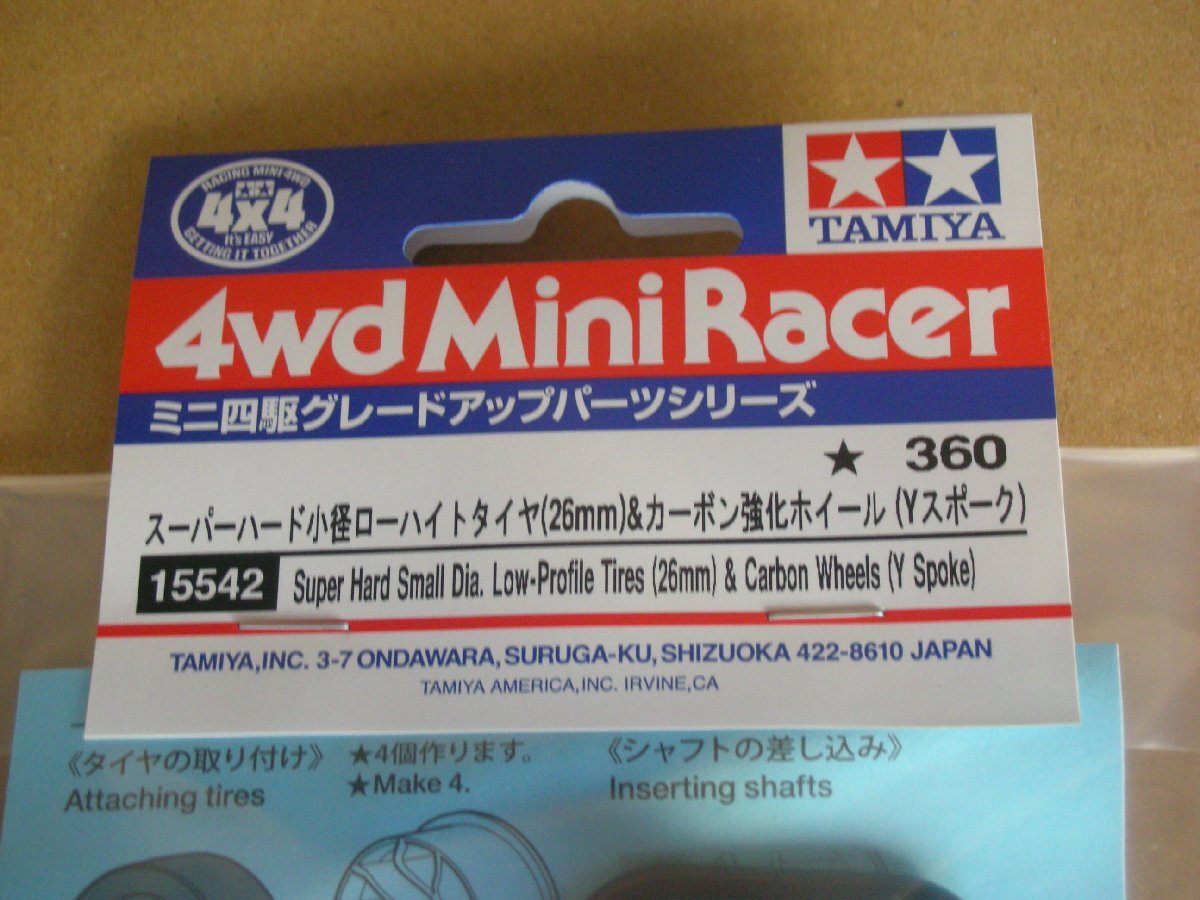 RACING MINI 4WD
4x4
It's EASY
GETTING IT TOGETHER
TAMIYA
4wd Mini Racer
ミニ四駆グレードアップパーツシリーズ
★ 360
スーパーハード小径ローハイトタイヤ(26mm)&カーボン強化ホイール (Yスポーク)
15542 Super Hard Small Dia. Low-Profile Tires (26mm) & Carbon Wheels (Y Spoke)
TAMIYA,INC. 3-7 ONDAWARA, SURUGA-KU, SHIZUOKA 422-8610 JAPAN
TAMIYA AMERICA,INC. IRVINE,CA
《タイヤの取り付け》 ★4個作ります。 《シャフトの差し込み》
Attaching tires ★Make 4. Inserting shafts